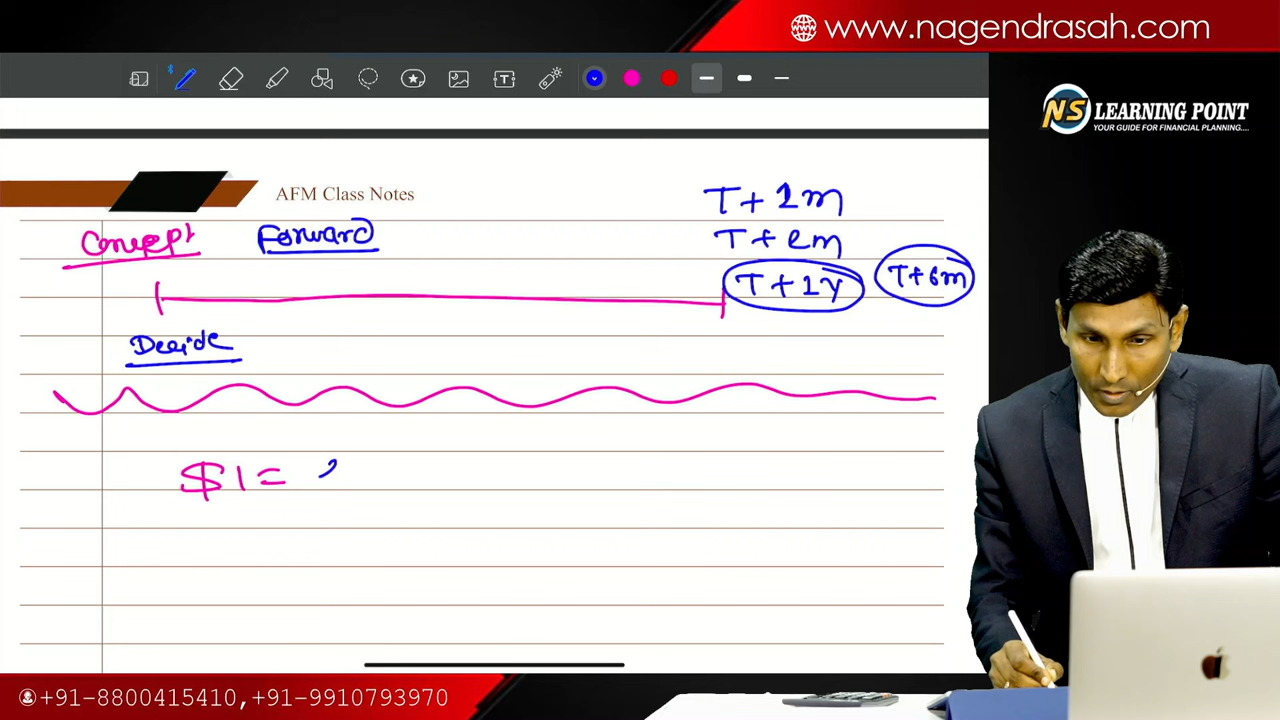 www.nagendrasah.com
NS LEARNING POINT
YOUR GUIDE FOR FINANCIAL PLANNING....
AFM Class Notes
T+1m
Concept Forward
T+2m
T+1Y T+6m
Decide
$1=
+91-8800415410,+91-9910793970